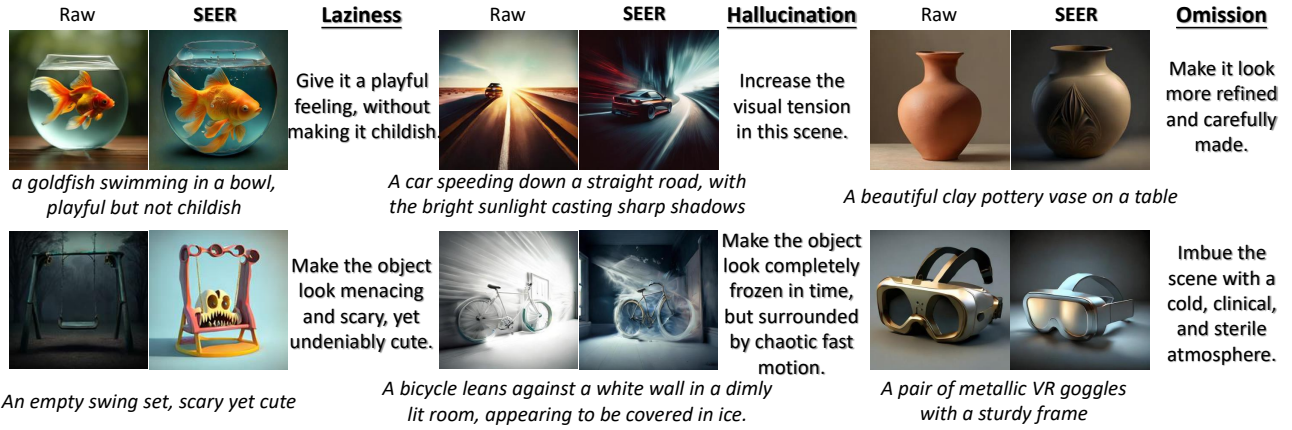 Raw SEER Laziness
Give it a playful
feeling, without
making it childish.
a goldfish swimming in a bowl,
playful but not childish
Make the object
look menacing
and scary, yet
undeniably cute.
An empty swing set, scary yet cute
Raw SEER Hallucination
Increase the
visual tension
in this scene.
A car speeding down a straight road, with
the bright sunlight casting sharp shadows
Make the object
look completely
frozen in time,
but surrounded
by chaotic fast
motion.
A bicycle leans against a white wall in a dimly
lit room, appearing to be covered in ice.
Raw SEER Omission
Make it look
more refined
and carefully
made.
A beautiful clay pottery vase on a table
Imbue the
scene with a
cold, clinical,
and sterile
atmosphere.
A pair of metallic VR goggles
with a sturdy frame